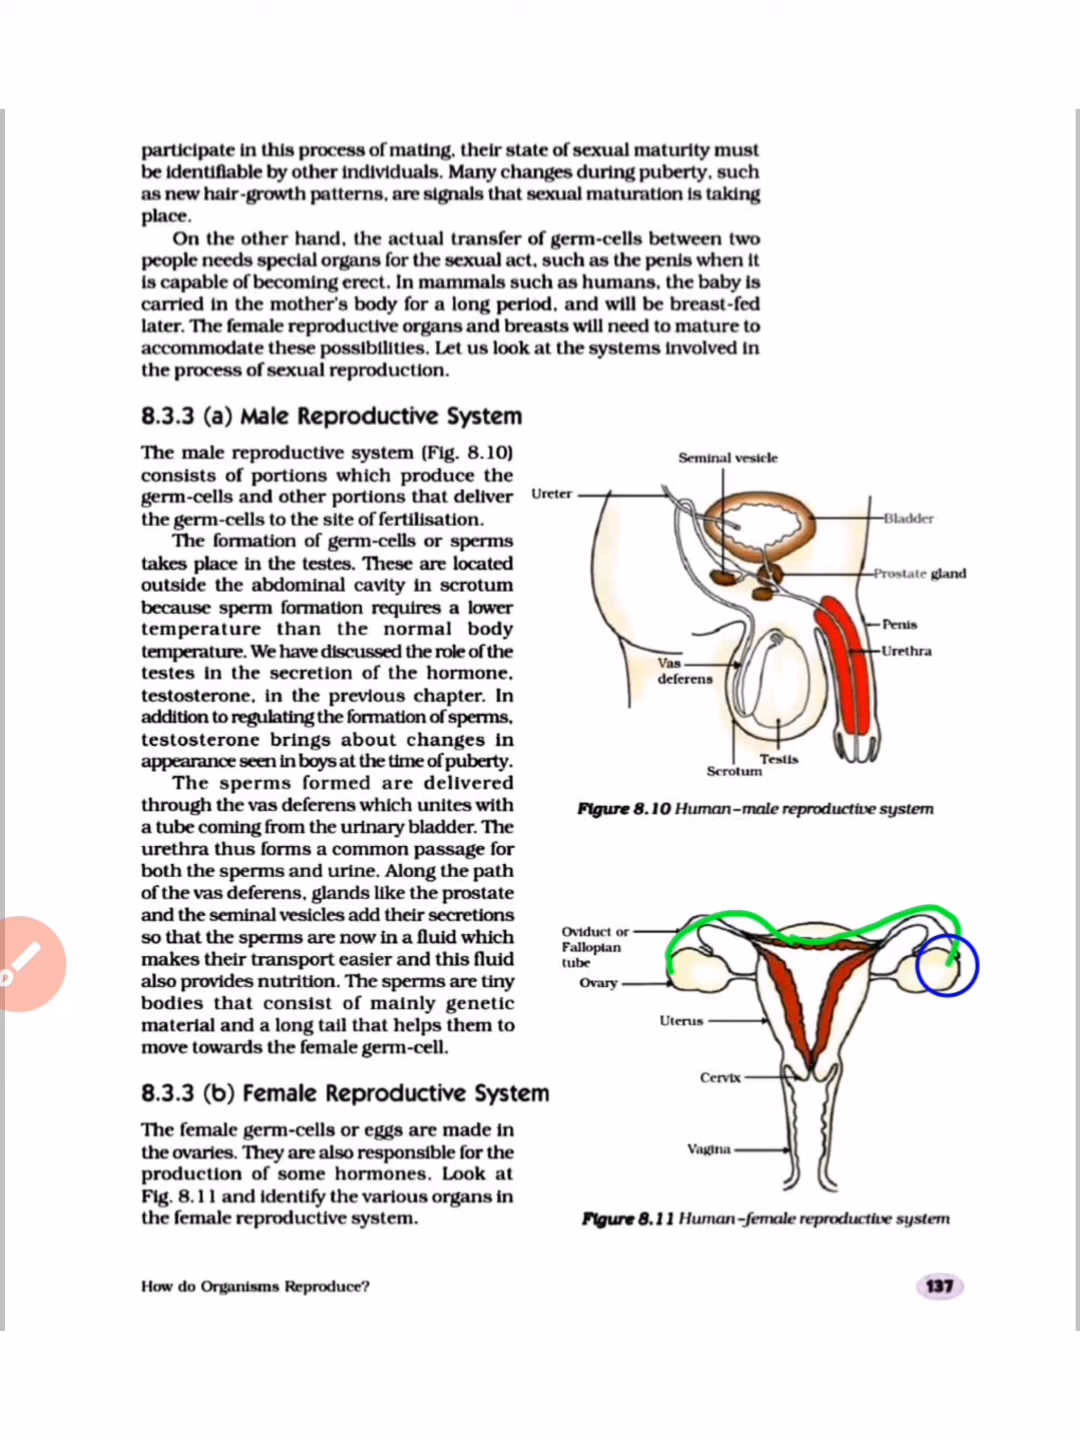 participate in this process of mating, their state of sexual maturity must
be identifiable by other individuals. Many changes during puberty, such
as new hair-growth patterns, are signals that sexual maturation is taking
place.
On the other hand, the actual transfer of germ-cells between two
people needs special organs for the sexual act, such as the penis when it
is capable of becoming erect. In mammals such as humans, the baby is
carried in the mother's body for a long period, and will be breast-fed
later. The female reproductive organs and breasts will need to mature to
accommodate these possibilities. Let us look at the systems involved in
the process of sexual reproduction.
8.3.3 (a) Male Reproductive System
The male reproductive system (Fig. 8.10)
consists of portions which produce the
germ-cells and other portions that deliver
the germ-cells to the site of fertilisation.
The formation of germ-cells or sperms
takes place in the testes. These are located
outside the abdominal cavity in scrotum
because sperm formation requires a lower
temperature than the normal body
temperature. We have discussed the role of the
testes in the secretion of the hormone,
testosterone, in the previous chapter. In
addition to regulating the formation of sperms,
testosterone brings about changes in
appearance seen in boys at the time of puberty.
The sperms formed are delivered
through the vas deferens which unites with
a tube coming from the urinary bladder. The
urethra thus forms a common passage for
both the sperms and urine. Along the path
of the vas deferens, glands like the prostate
and the seminal vesicles add their secretions
so that the sperms are now in a fluid which
makes their transport easier and this fluid
also provides nutrition. The sperms are tiny
bodies that consist of mainly genetic
material and a long tail that helps them to
move towards the female germ-cell.
8.3.3 (b) Female Reproductive System
The female germ-cells or eggs are made in
the ovaries. They are also responsible for the
production of some hormones. Look at
Fig. 8.11 and identify the various organs in
the female reproductive system.
Seminal vesicle
Ureter
Bladder
Prostate gland
Penis
Urethra
Vas
deferens
Testis
Scrotum
Figure 8.10 Human–male reproductive system
Oviduct or
Fallopian
tube
Ovary
Uterus
Cervix
Vagina
Figure 8.11 Human–female reproductive system
How do Organisms Reproduce?
137